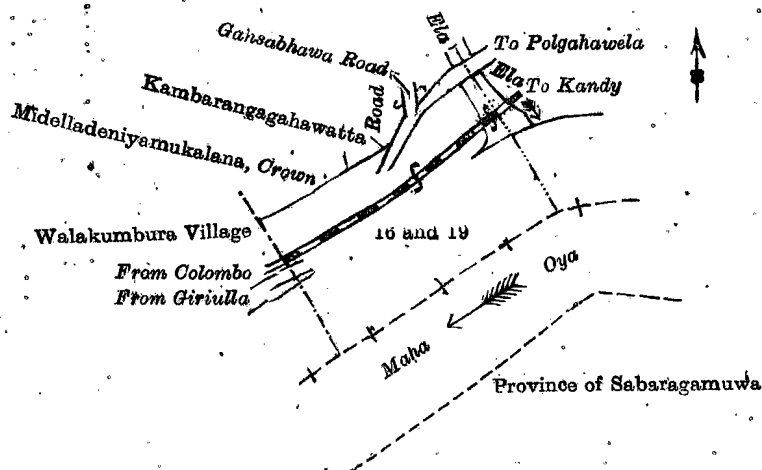 Ela
To Polgahawela
Gansabhawa Road
Ela To Kandy
Kambarangagahawatta
Road
Midelladeniyamukalana, Crown
Walakumbura Village
16 and 19
From Colombo
From Giriulla
Oya
Maha
Province of Sabaragamuwa